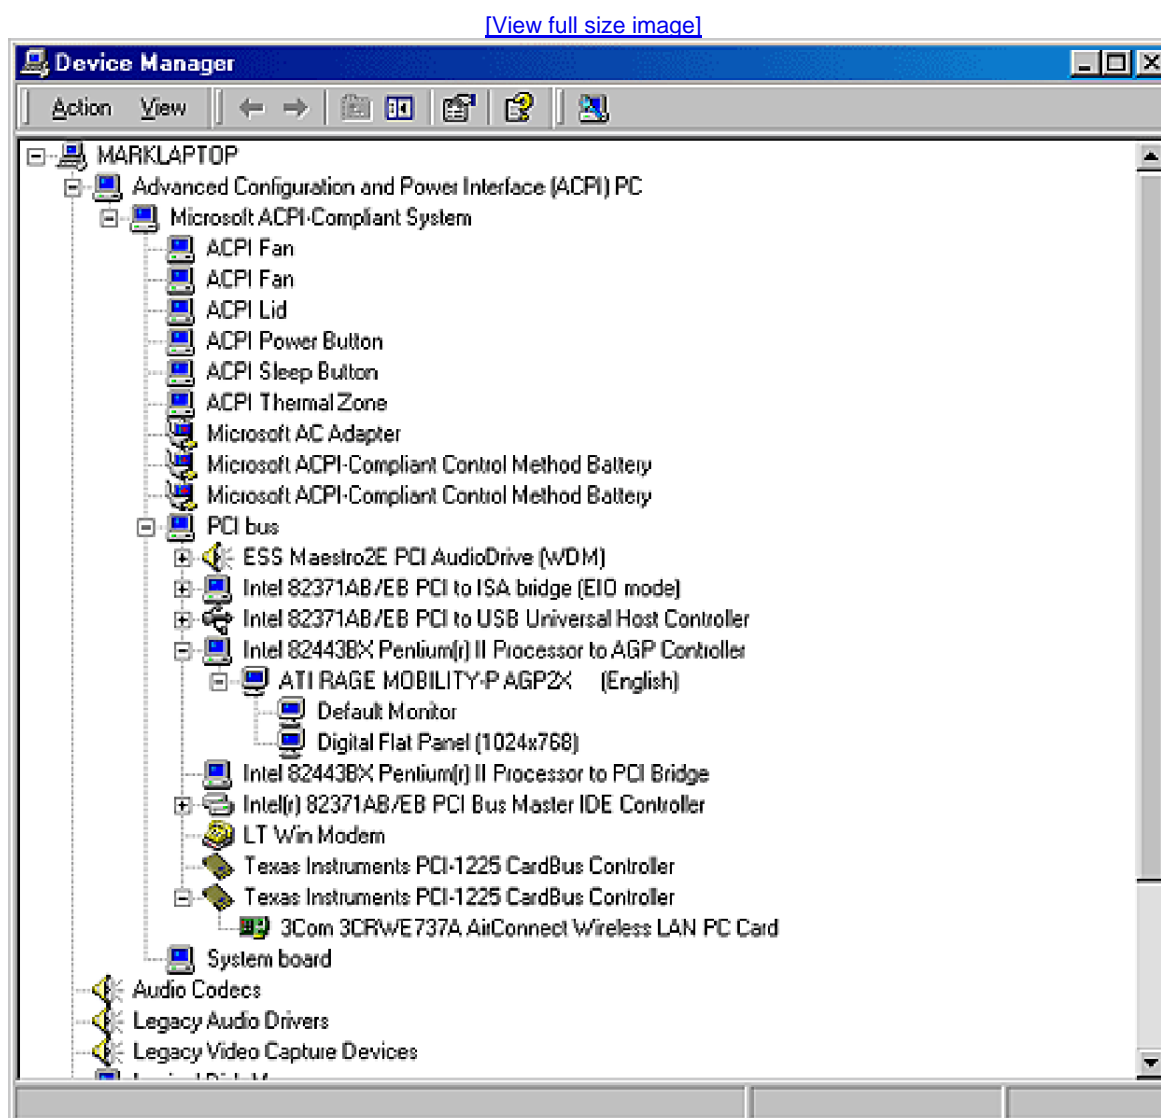 [View full size image]
Device Manager
Action View
MARKLAPTOP
Advanced Configuration and Power Interface (ACPI) PC
Microsoft ACPI-Compliant System
ACPI Fan
ACPI Fan
ACPI Lid
ACPI Power Button
ACPI Sleep Button
ACPI Thermal Zone
Microsoft AC Adapter
Microsoft ACPI-Compliant Control Method Battery
Microsoft ACPI-Compliant Control Method Battery
PCI bus
ESS Maestro2E PCI AudioDrive (WDM)
Intel 82371AB/EB PCI to ISA bridge (EIO mode)
Intel 82371AB/EB PCI to USB Universal Host Controller
Intel 82443BX Pentium(r) II Processor to AGP Controller
ATI RAGE MOBILITY-P AGP2X (English)
Default Monitor
Digital Flat Panel (1024x768)
Intel 82443BX Pentium(r) II Processor to PCI Bridge
Intel(r) 82371AB/EB PCI Bus Master IDE Controller
LT Win Modem
Texas Instruments PCI-1225 CardBus Controller
Texas Instruments PCI-1225 CardBus Controller
3Com 3CRWE737A AirConnect Wireless LAN PC Card
System board
Audio Codecs
Legacy Audio Drivers
Legacy Video Capture Devices